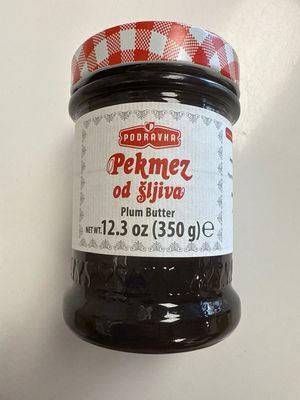 PODRAVKA
Pekmez
od šljiva
Plum Butter
NET WT. 12.3 oz (350 g) e